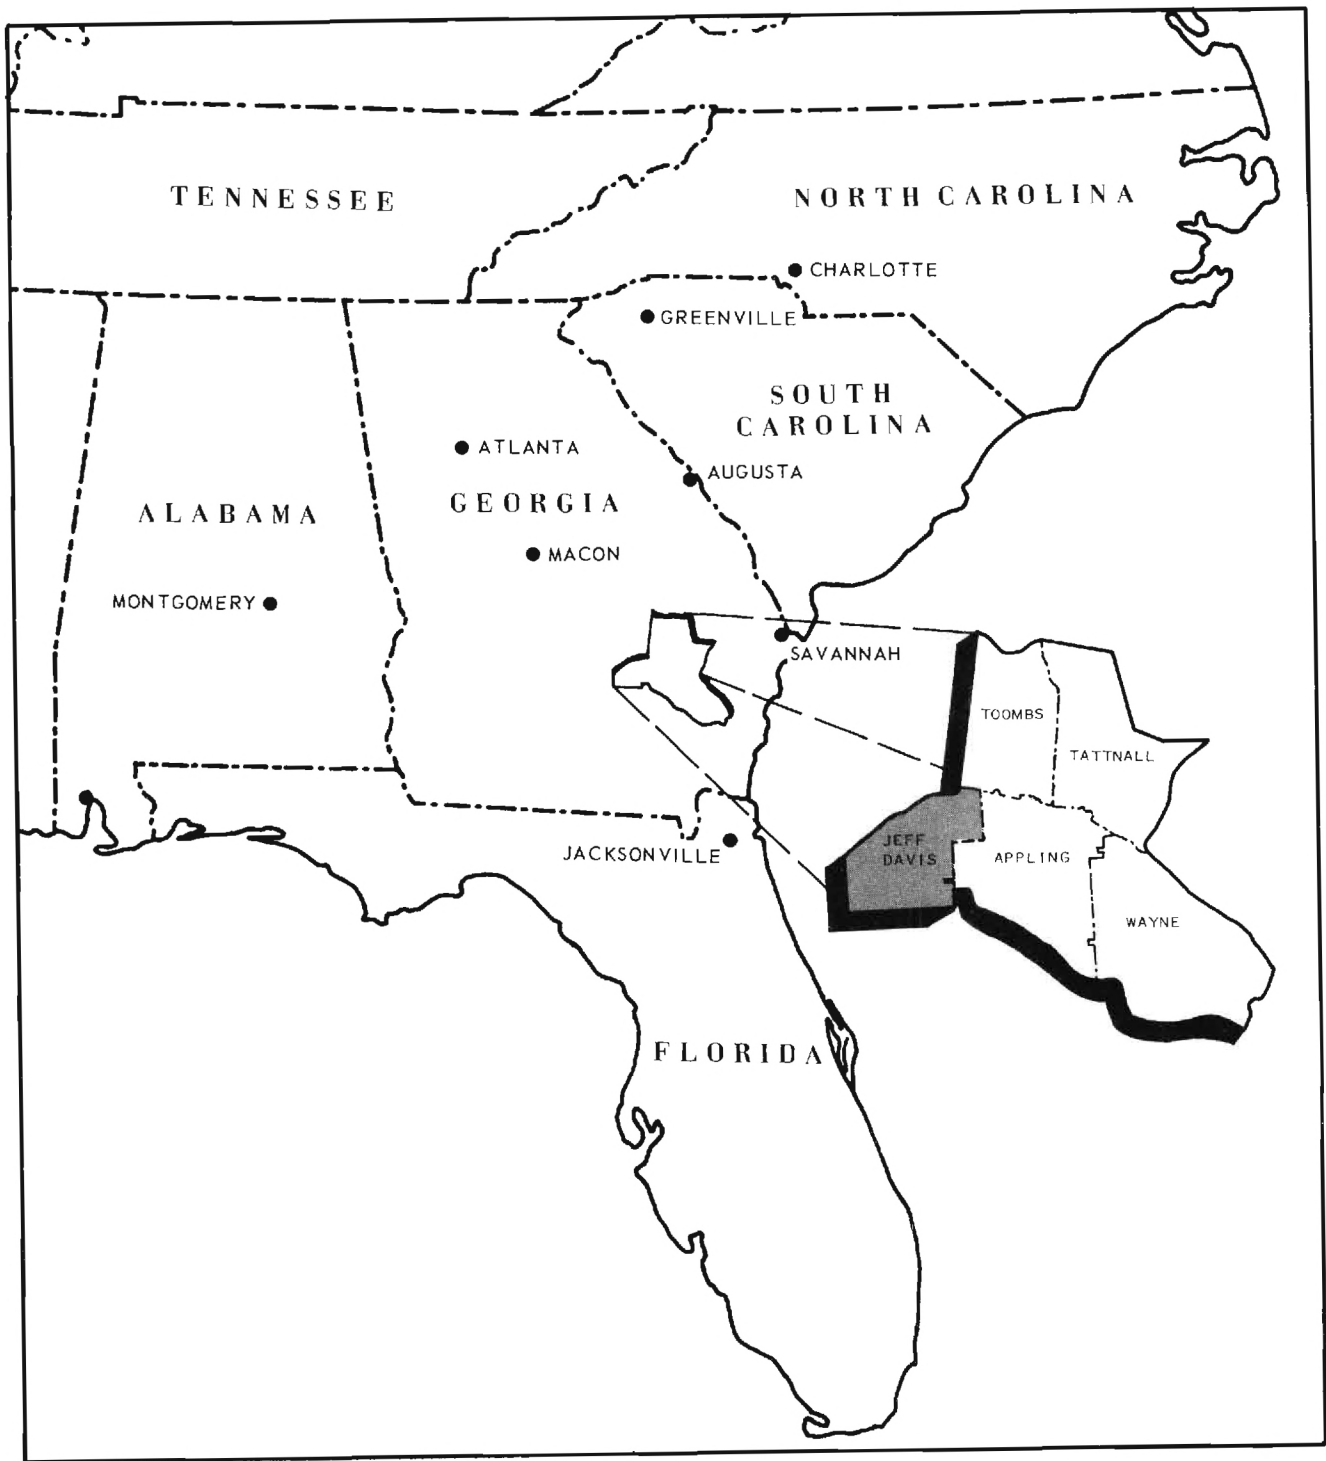 TENNESSEE
NORTH CAROLINA
CHARLOTTE
GREENVILLE
SOUTH
CAROLINA
ATLANTA
AUGUSTA
GEORGIA
ALABAMA
MACON
MONTGOMERY
SAVANNAH
TOOMBS
TATTNALL
JEFF
DAVIS
JACKSONVILLE
APPLING
WAYNE
FLORIDA